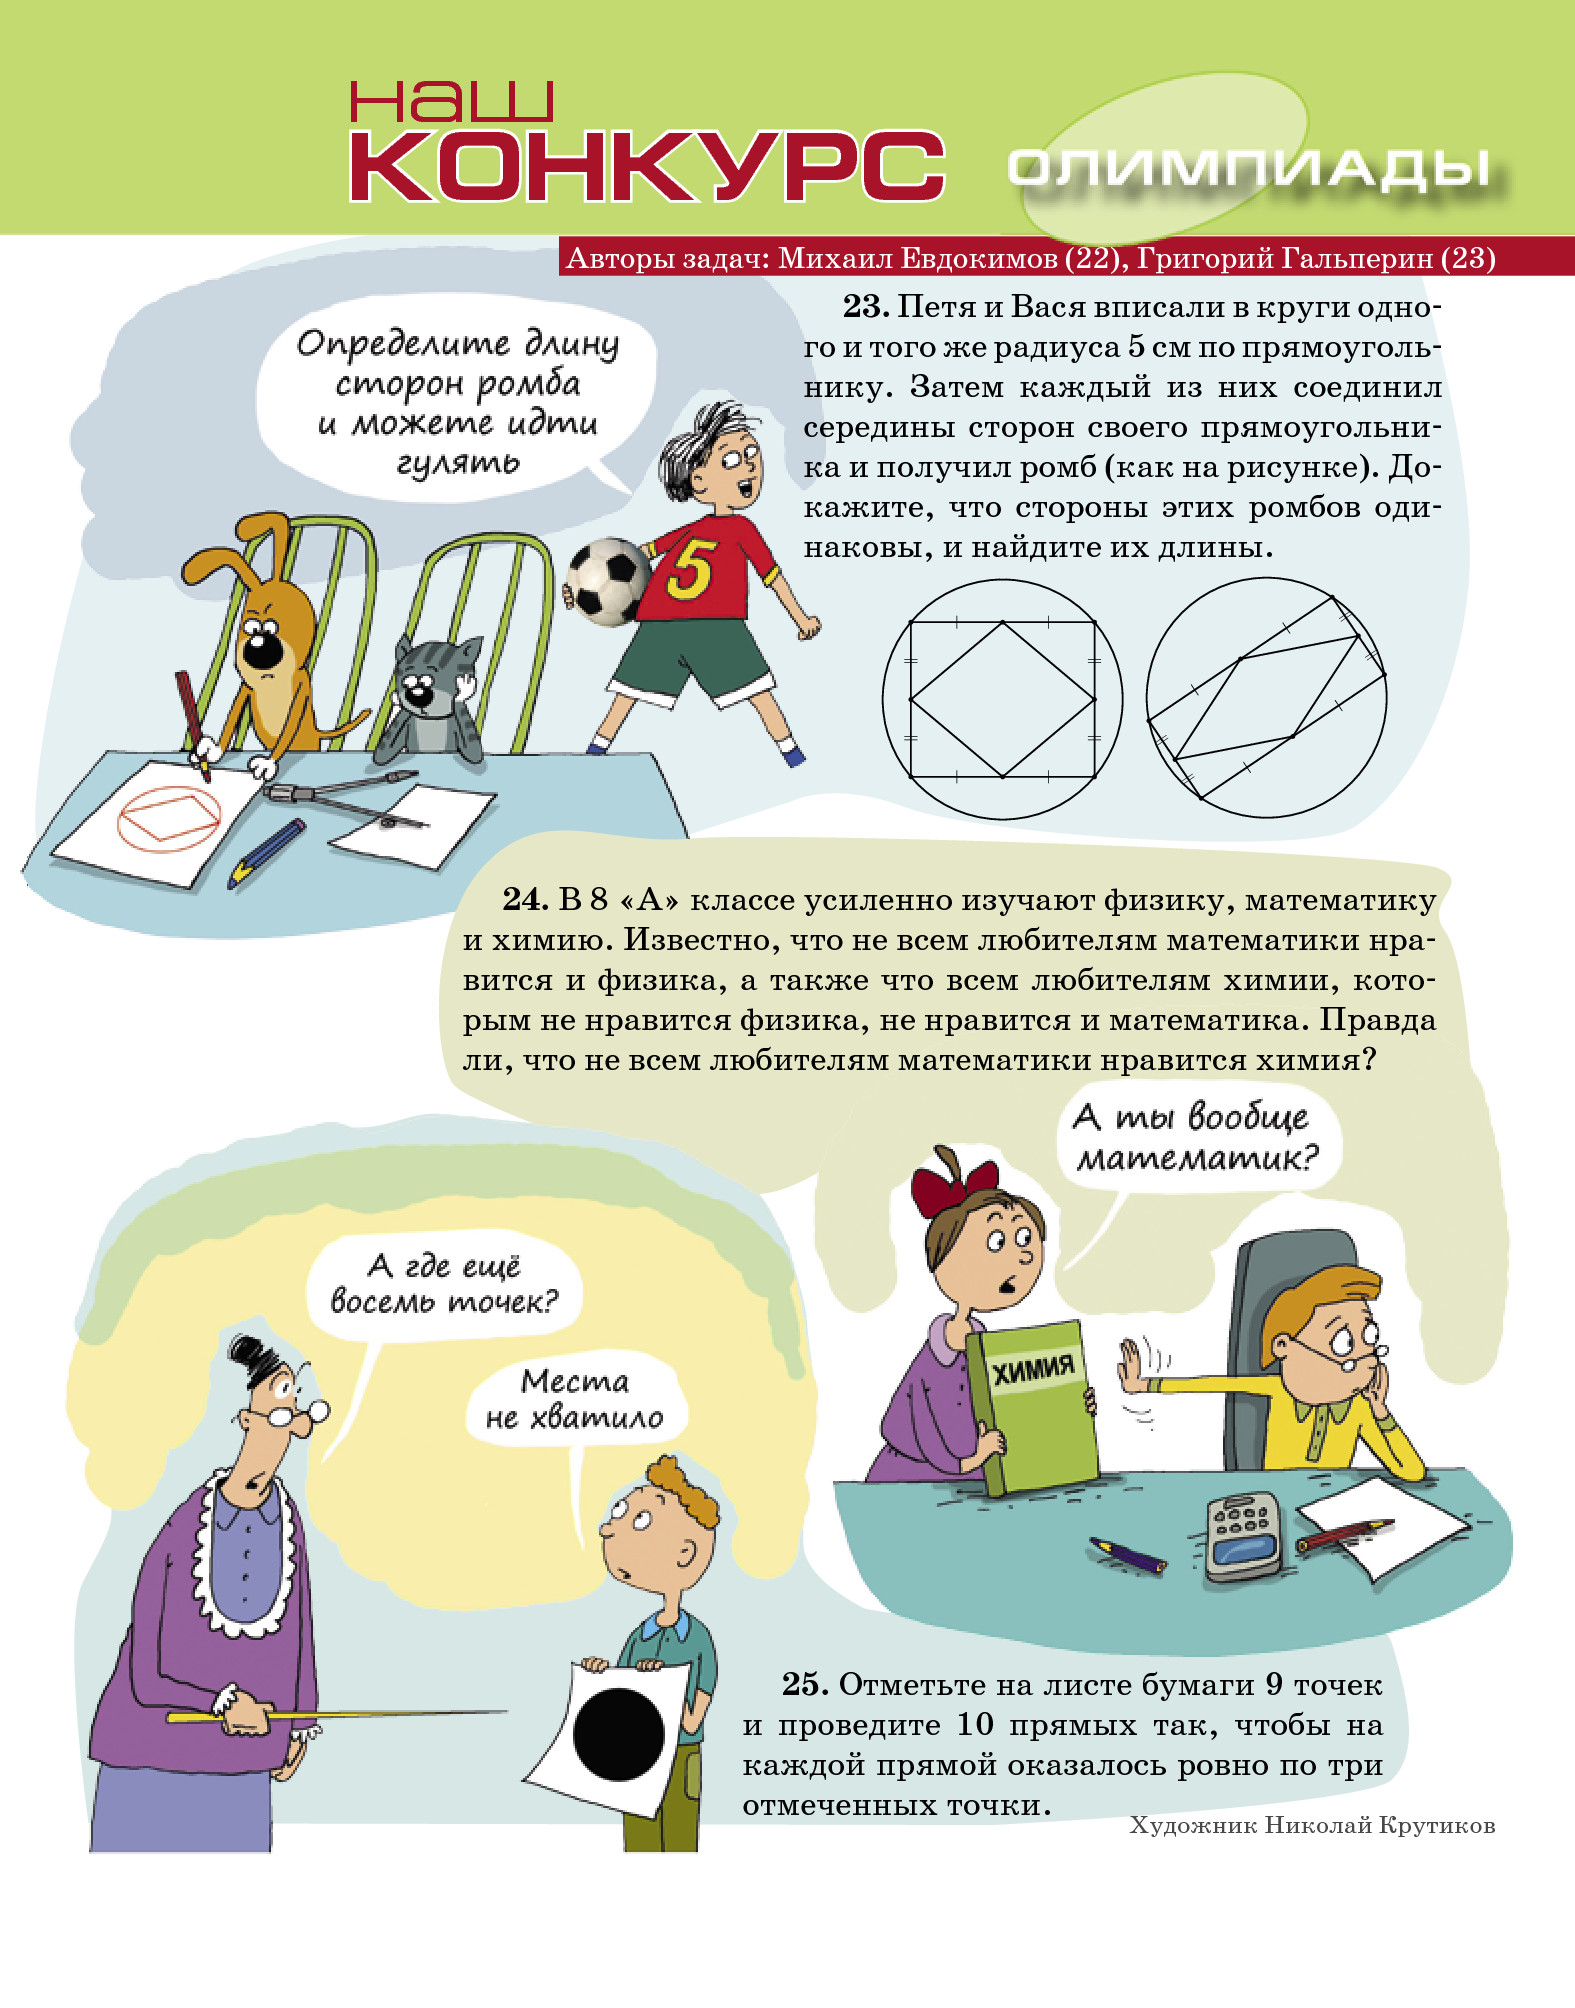 наш
КОНКУРС
ОЛИМПИАДЫ
Авторы задач: Михаил Евдокимов (22), Григорий Гальперин (23)
Определите длину
сторон ромба
и можете идти
гулять
5
23. Петя и Вася вписали в круги одно-
го и того же радиуса 5 см по прямоуголь-
нику. Затем каждый из них соединил
середины сторон своего прямоугольни-
ка и получил ромб (как на рисунке). До-
кажите, что стороны этих ромбов оди-
наковы, и найдите их длины.
24. В 8 «А» классе усиленно изучают физику, математику
и химию. Известно, что не всем любителям математики нра-
вится и физика, а также что всем любителям химии, кото-
рым не нравится физика, не нравится и математика. Правда
ли, что не всем любителям математики нравится химия?
А ты вообще
математик?
ХИМИЯ
А где ещё
восемь точек?
Места
не хватило
25. Отметьте на листе бумаги 9 точек
и проведите 10 прямых так, чтобы на
каждой прямой оказалось ровно по три
отмеченных точки.
Художник Николай Крутиков